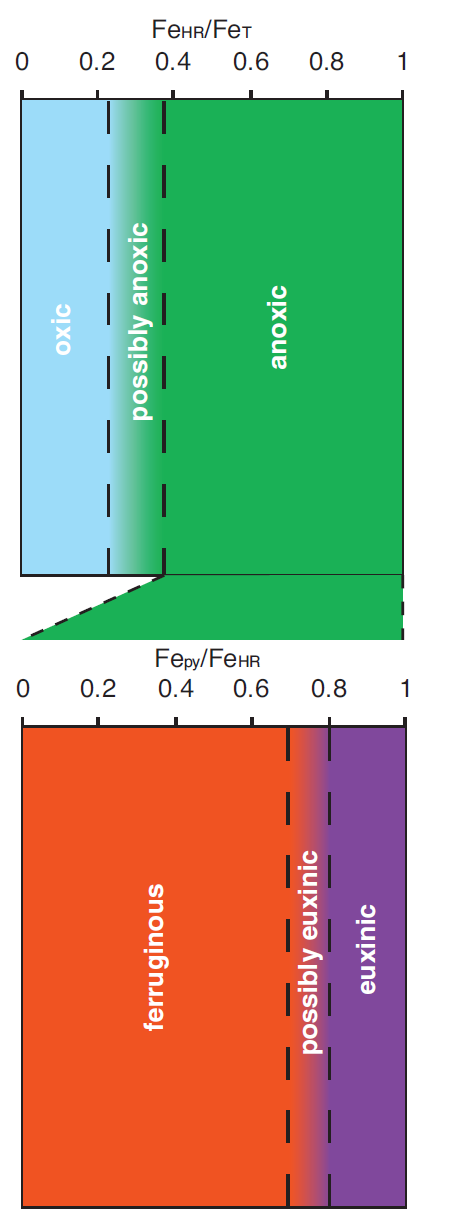 FeHR/FeT
0 0.2 0.4 0.6 0.8 1
oxic
possibly anoxic
anoxic
Fepy/FeHR
0 0.2 0.4 0.6 0.8 1
ferruginous
possibly euxinic
euxinic